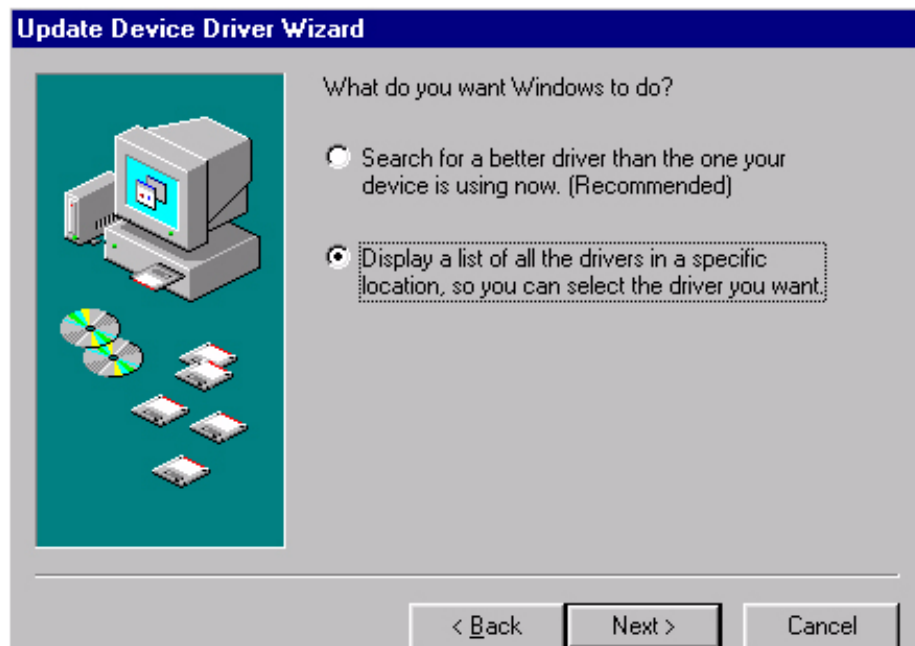 Update Device Driver Wizard
What do you want Windows to do?
Search for a better driver than the one your
device is using now. (Recommended)
Display a list of all the drivers in a specific
location, so you can select the driver you want.
< Back
Next >
Cancel